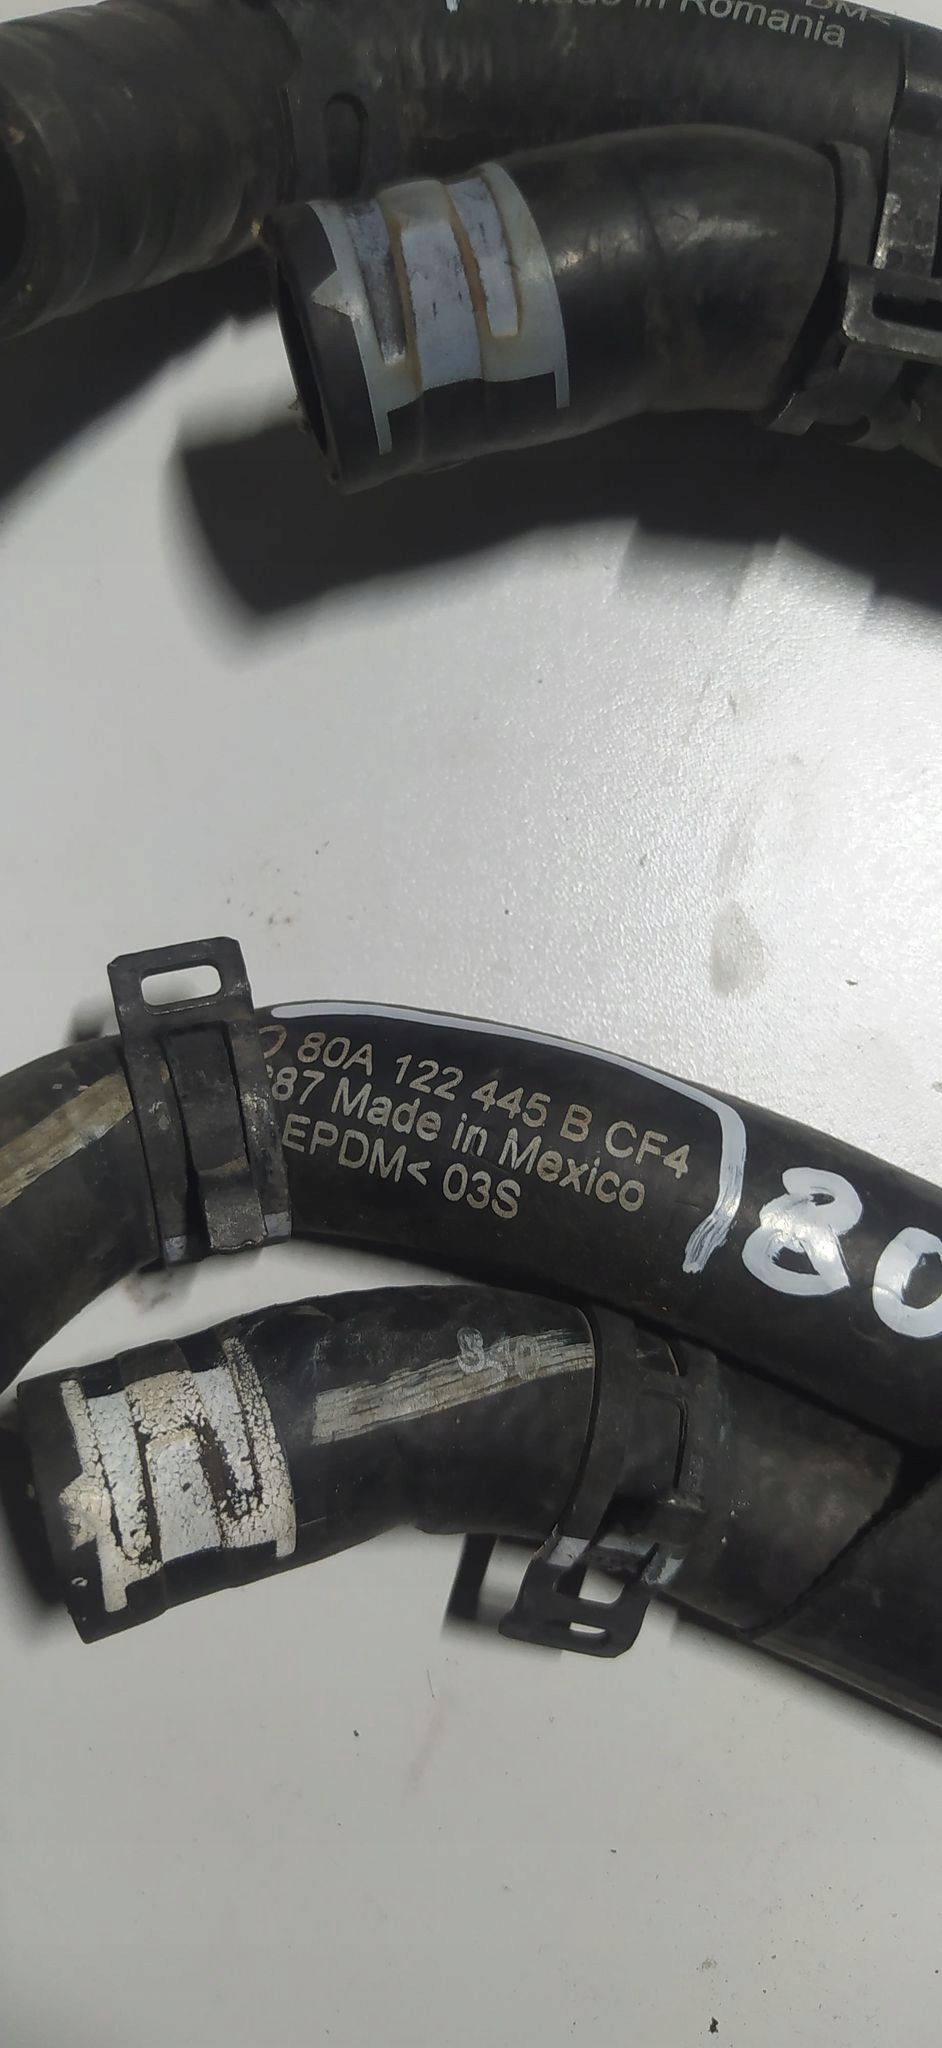 Made in Romania
80A 122 445 B CF4
87 Made in Mexico
EPDM< 03S
80